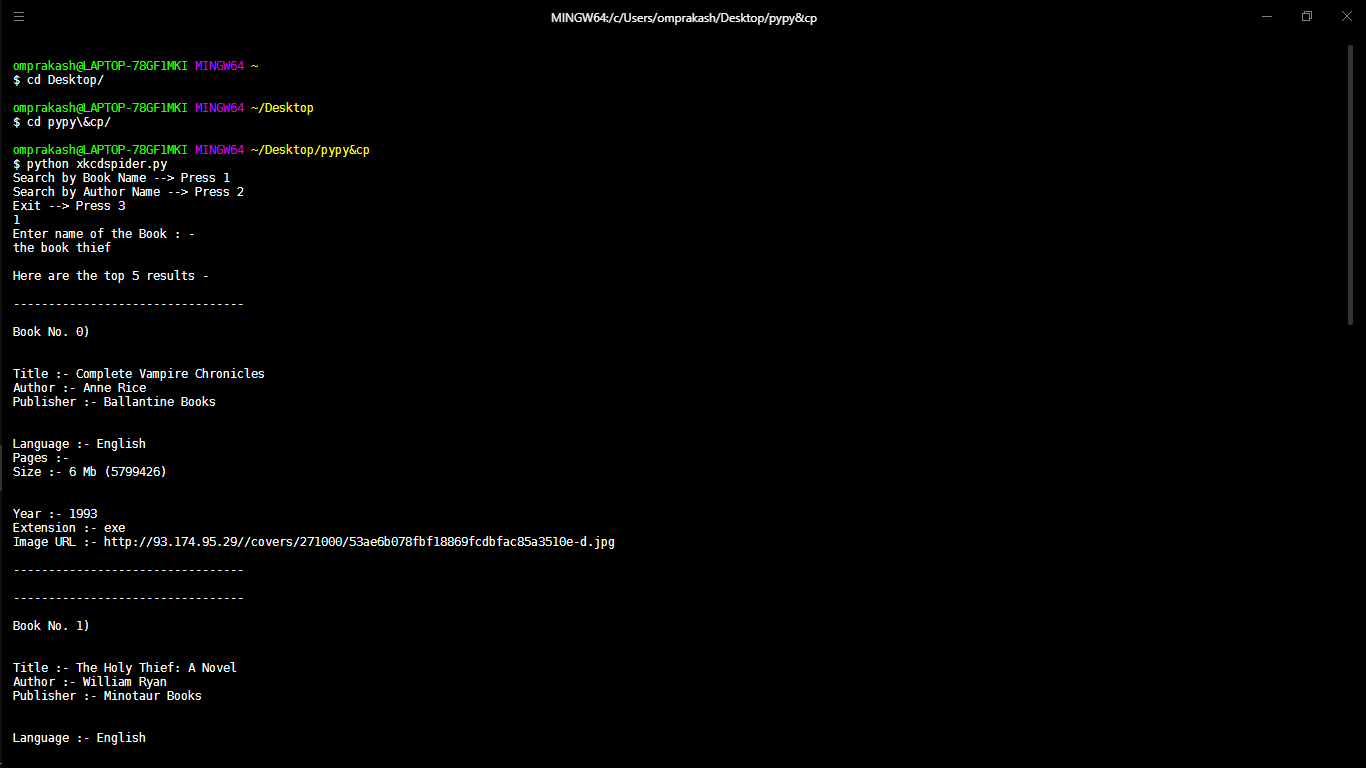 MINGW64:/c/Users/omprakash/Desktop/pypy&cp
omprakash@LAPTOP-78GF1MKI MINGW64 ~
$ cd Desktop/
omprakash@LAPTOP-78GF1MKI MINGW64 ~/Desktop
$ cd pypy\&cp/
omprakash@LAPTOP-78GF1MKI MINGW64 ~/Desktop/pypy&cp
$ python xkcdspider.py
Search by Book Name --> Press 1
Search by Author Name --> Press 2
Exit --> Press 3
1
Enter name of the Book : -
the book thief
Here are the top 5 results -
---------------------------------
Book No. 0)
Title :- Complete Vampire Chronicles
Author :- Anne Rice
Publisher :- Ballantine Books
Language :- English
Pages :-
Size :- 6 Mb (5799426)
Year :- 1993
Extension :- exe
Image URL :- http://93.174.95.29//covers/271000/53ae6b078fbf18869fcdbfac85a3510e-d.jpg
---------------------------------
---------------------------------
Book No. 1)
Title :- The Holy Thief: A Novel
Author :- William Ryan
Publisher :- Minotaur Books
Language :- English